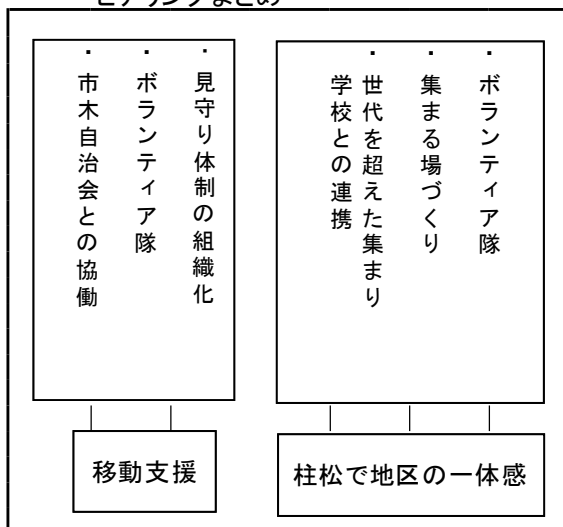 ヒアリングまとめ
・見守り体制の組織化
・ボランティア隊
・市木自治会との協働
移動支援
・ボランティア隊
・集まる場づくり
・世代を超えた集まり
学校との連携
柱松で地区の一体感